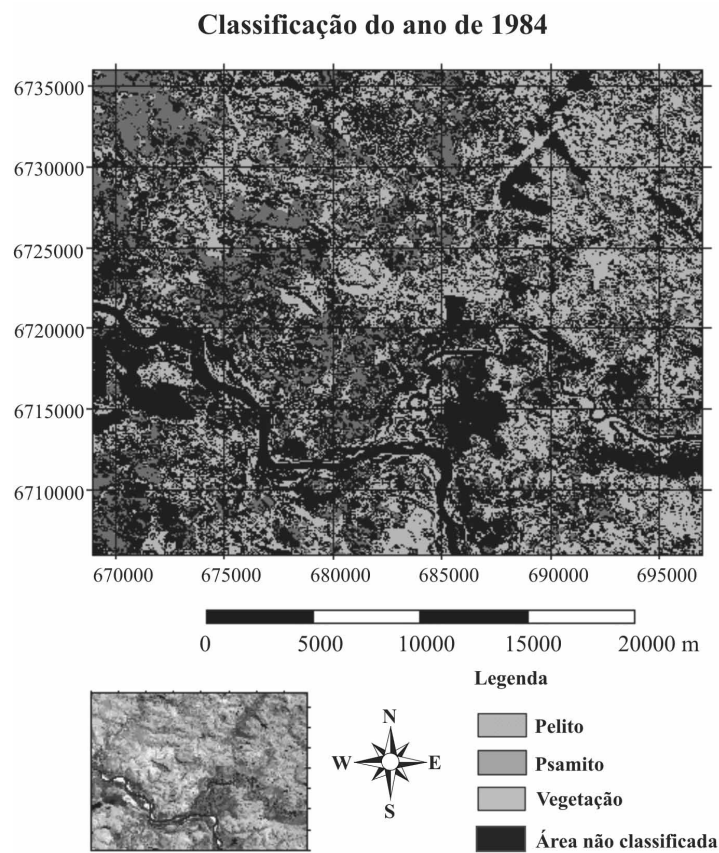 Classificação do ano de 1984
6735000
6730000
6725000
6720000
6715000
6710000
670000 675000 680000 685000 690000 695000
0 5000 10000 15000 20000 m
Legenda
N
W E
S
Pelito
Psamito
Vegetação
Área não classificada